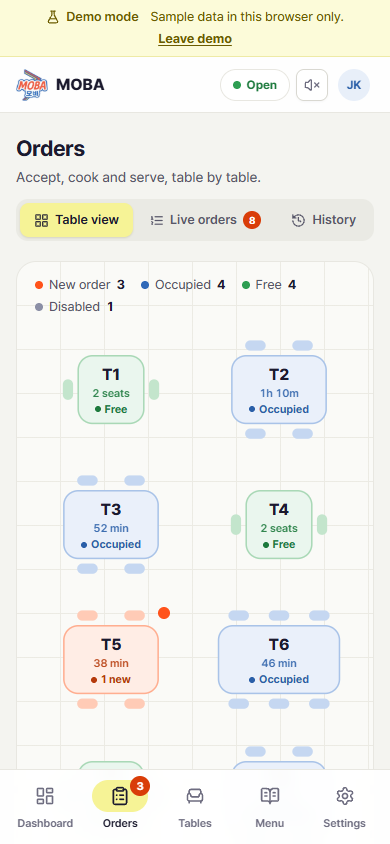 Demo mode Sample data in this browser only.
Leave demo
MOBA
모바
MOBA
Open
JK
Orders
Accept, cook and serve, table by table.
Table view
Live orders 8
History
New order 3
Occupied 4
Free 4
Disabled 1
T1
2 seats
Free
T2
1h 10m
Occupied
T3
52 min
Occupied
T4
2 seats
Free
T5
38 min
1 new
T6
46 min
Occupied
3
Dashboard
Orders
Tables
Menu
Settings